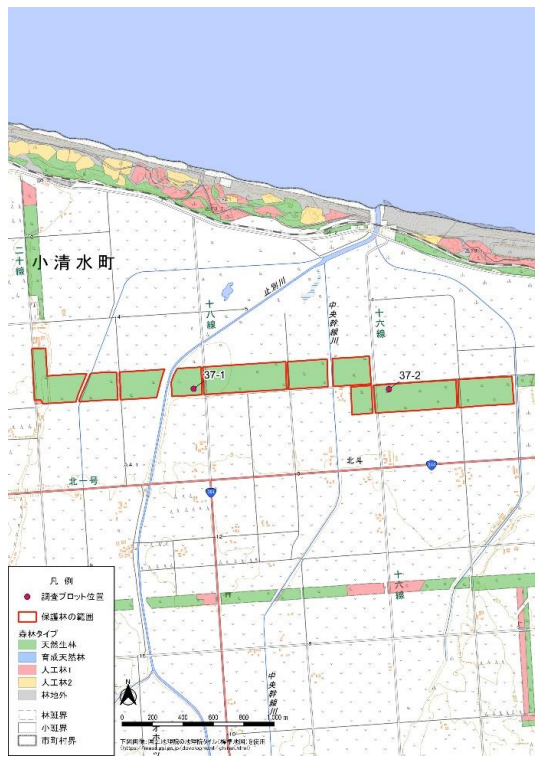 小清水町
二十線
止別川
十八線
中央幹線川
十六線
37-1
37-2
北一号
北斗
十六線
中央幹線川
凡例
調査プロット位置
保護林の範囲
森林タイプ
天然生林
育成天然林
人工林1
人工林2
林地外
林班界
小班界
市町村界
N
0 200 400 600 800 1,000 m